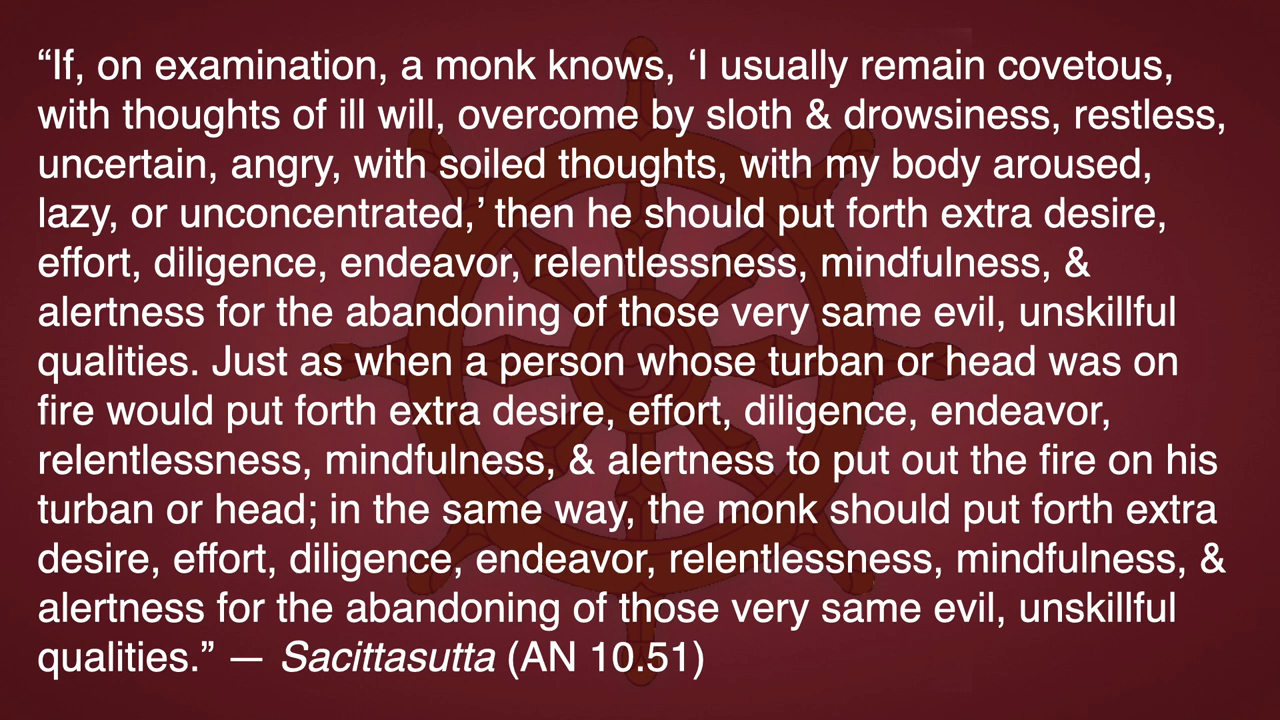 “If, on examination, a monk knows, ‘I usually remain covetous,
with thoughts of ill will, overcome by sloth & drowsiness, restless,
uncertain, angry, with soiled thoughts, with my body aroused,
lazy, or unconcentrated,’ then he should put forth extra desire,
effort, diligence, endeavor, relentlessness, mindfulness, &
alertness for the abandoning of those very same evil, unskillful
qualities. Just as when a person whose turban or head was on
fire would put forth extra desire, effort, diligence, endeavor,
relentlessness, mindfulness, & alertness to put out the fire on his
turban or head; in the same way, the monk should put forth extra
desire, effort, diligence, endeavor, relentlessness, mindfulness, &
alertness for the abandoning of those very same evil, unskillful
qualities.” — Sacittasutta (AN 10.51)